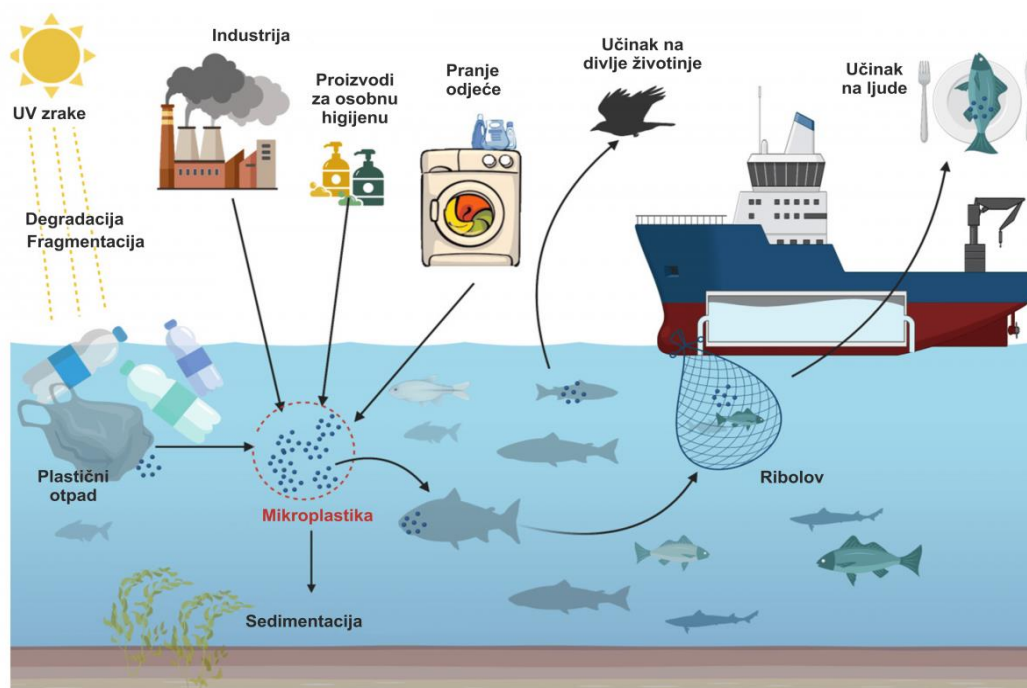 Industrija
UV zrake
Proizvodi
za osobnu
higijenu
Pranje
odjeće
Učinak na
divlje životinje
Učinak
na ljude
Degradacija
Fragmentacija
Plastični
otpad
Mikroplastika
Ribolov
Sedimentacija